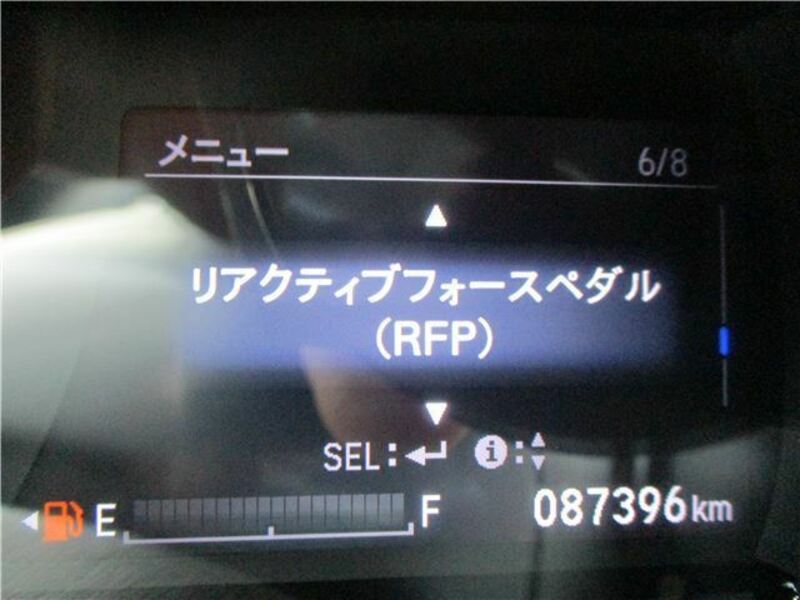 メニュー 6/8
▲
リアクティブフォースペダル
(RFP)
▼
SEL:↵ i:▲▼
E F 087396km